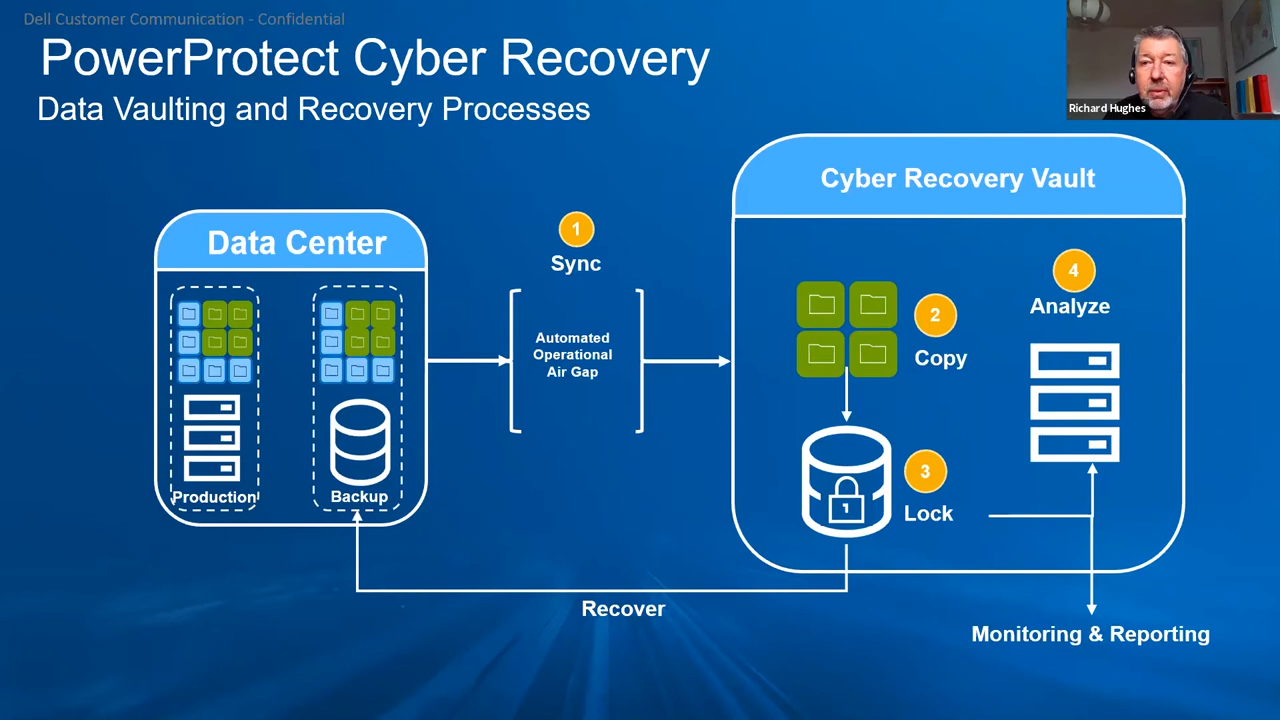 Dell Customer Communication - Confidential
PowerProtect Cyber Recovery
Data Vaulting and Recovery Processes
Richard Hughes
Cyber Recovery Vault
Data Center
1
Sync
Automated
Operational
Air Gap
2
Copy
4
Analyze
3
Lock
1
Production
Backup
Recover
Monitoring & Reporting